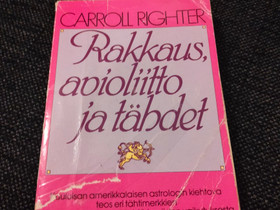 CARROLL RIGHTER
Rakkaus,
avioliitto
ja tähdet
amerikkalaisen astrologin kiehtova
teos eri tähtimerkkien